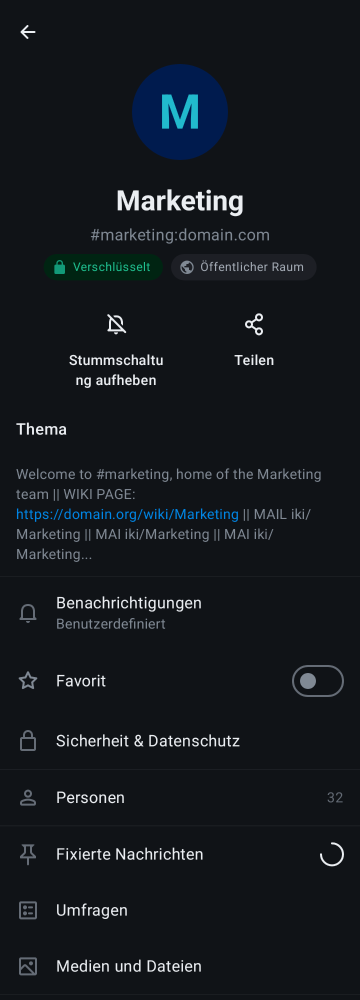 M
Marketing
#marketing:domain.com
Verschlüsselt
Öffentlicher Raum
Stummschaltu
ng aufheben
Teilen
Thema
Welcome to #marketing, home of the Marketing
team || WIKI PAGE:
https://domain.org/wiki/Marketing || MAIL iki/
Marketing || MAI iki/Marketing || MAI iki/
Marketing...
Benachrichtigungen
Benutzerdefiniert
Favorit
Sicherheit & Datenschutz
Personen 32
Fixierte Nachrichten
Umfragen
Medien und Dateien